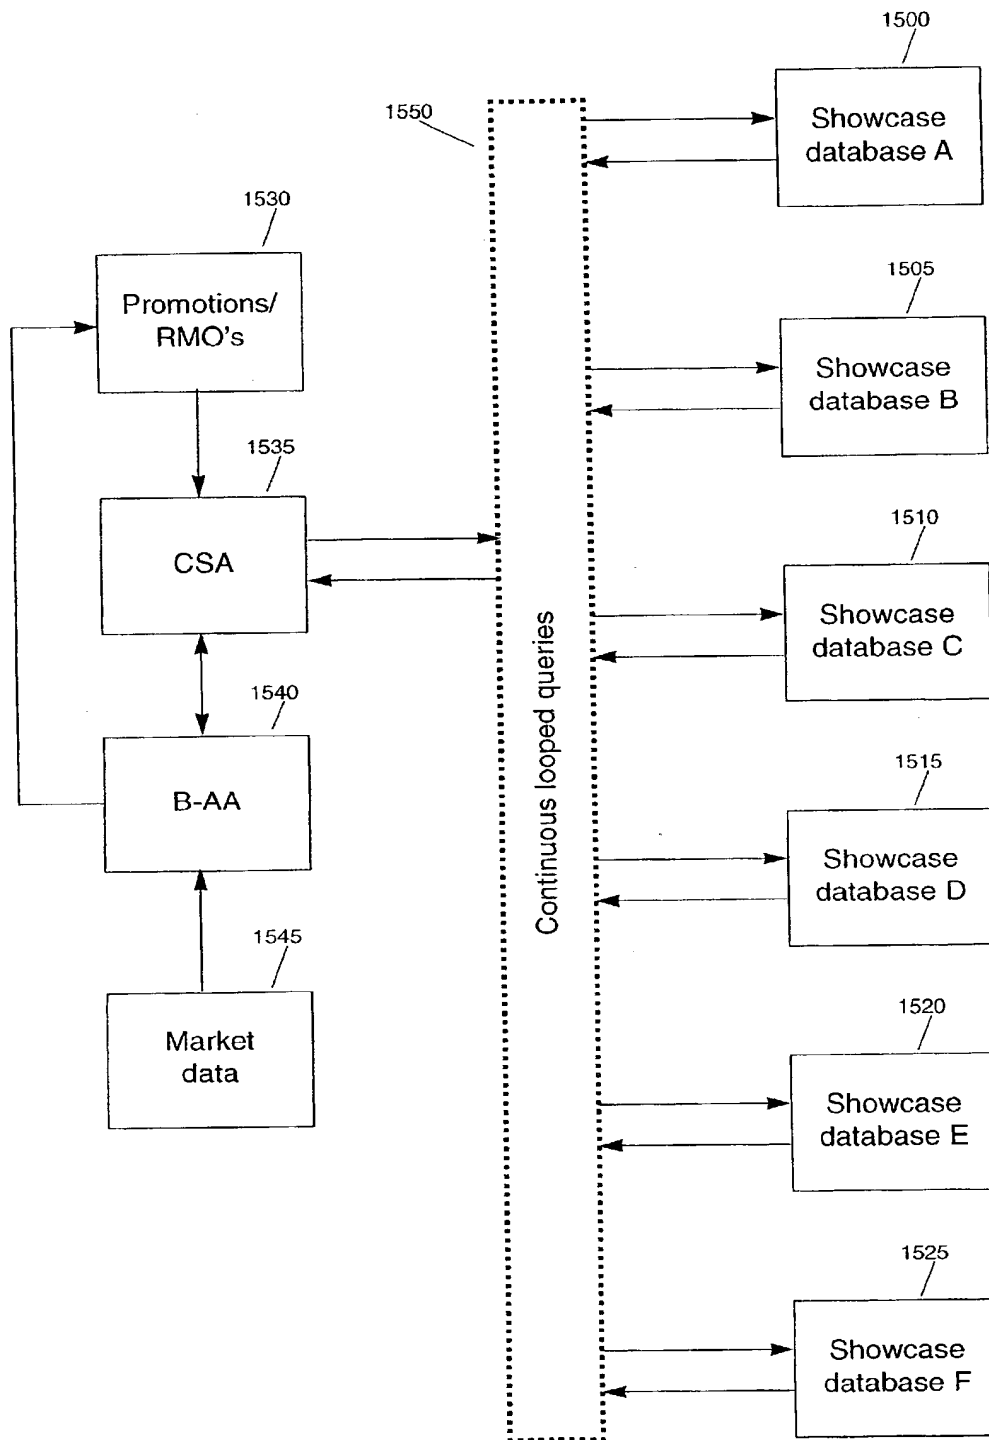 1500
Showcase
database A
1550
1530
Promotions/
RMO's
1505
Showcase
database B
1535
CSA
1510
Showcase
database C
Continuous looped queries
1540
B-AA
1515
Showcase
database D
1545
Market
data
1520
Showcase
database E
1525
Showcase
database F